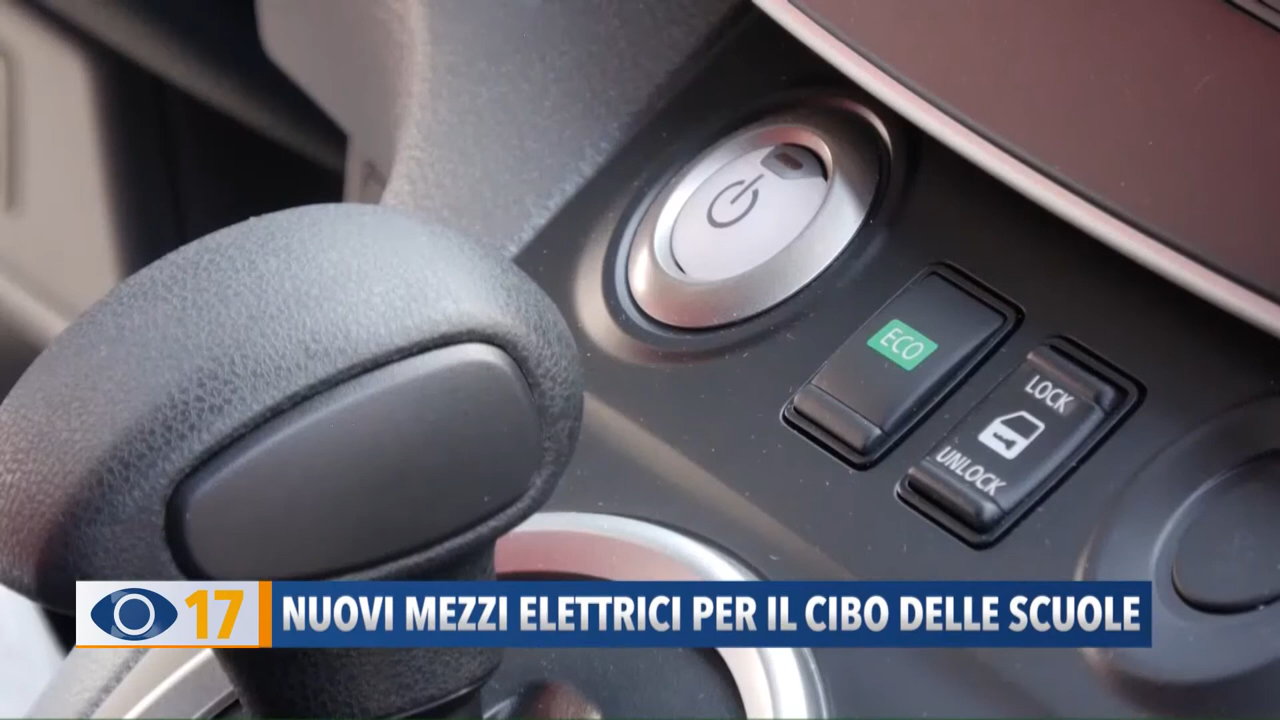 ECO
LOCK
UNLOCK
17 NUOVI MEZZI ELETTRICI PER IL CIBO DELLE SCUOLE